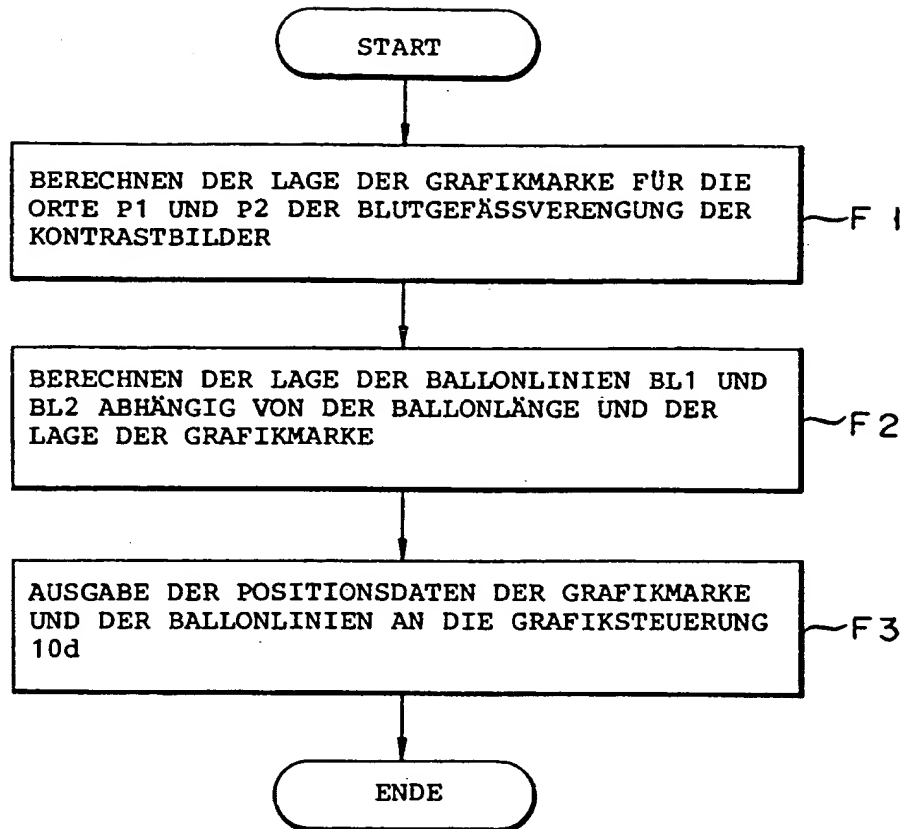 START
BERECHNEN DER LAGE DER GRAFIKMARKE FÜR DIE
ORTE P1 UND P2 DER BLUTGEFÄSSVERENGUNG DER
KONTRASTBILDER
F 1
BERECHNEN DER LAGE DER BALLONLINIEN BL1 UND
BL2 ABHÄNGIG VON DER BALLONLÄNGE UND DER
LAGE DER GRAFIKMARKE
F 2
AUSGABE DER POSITIONSDATEN DER GRAFIKMARKE
UND DER BALLONLINIEN AN DIE GRAFIKSTEUERUNG
10d
F 3
ENDE